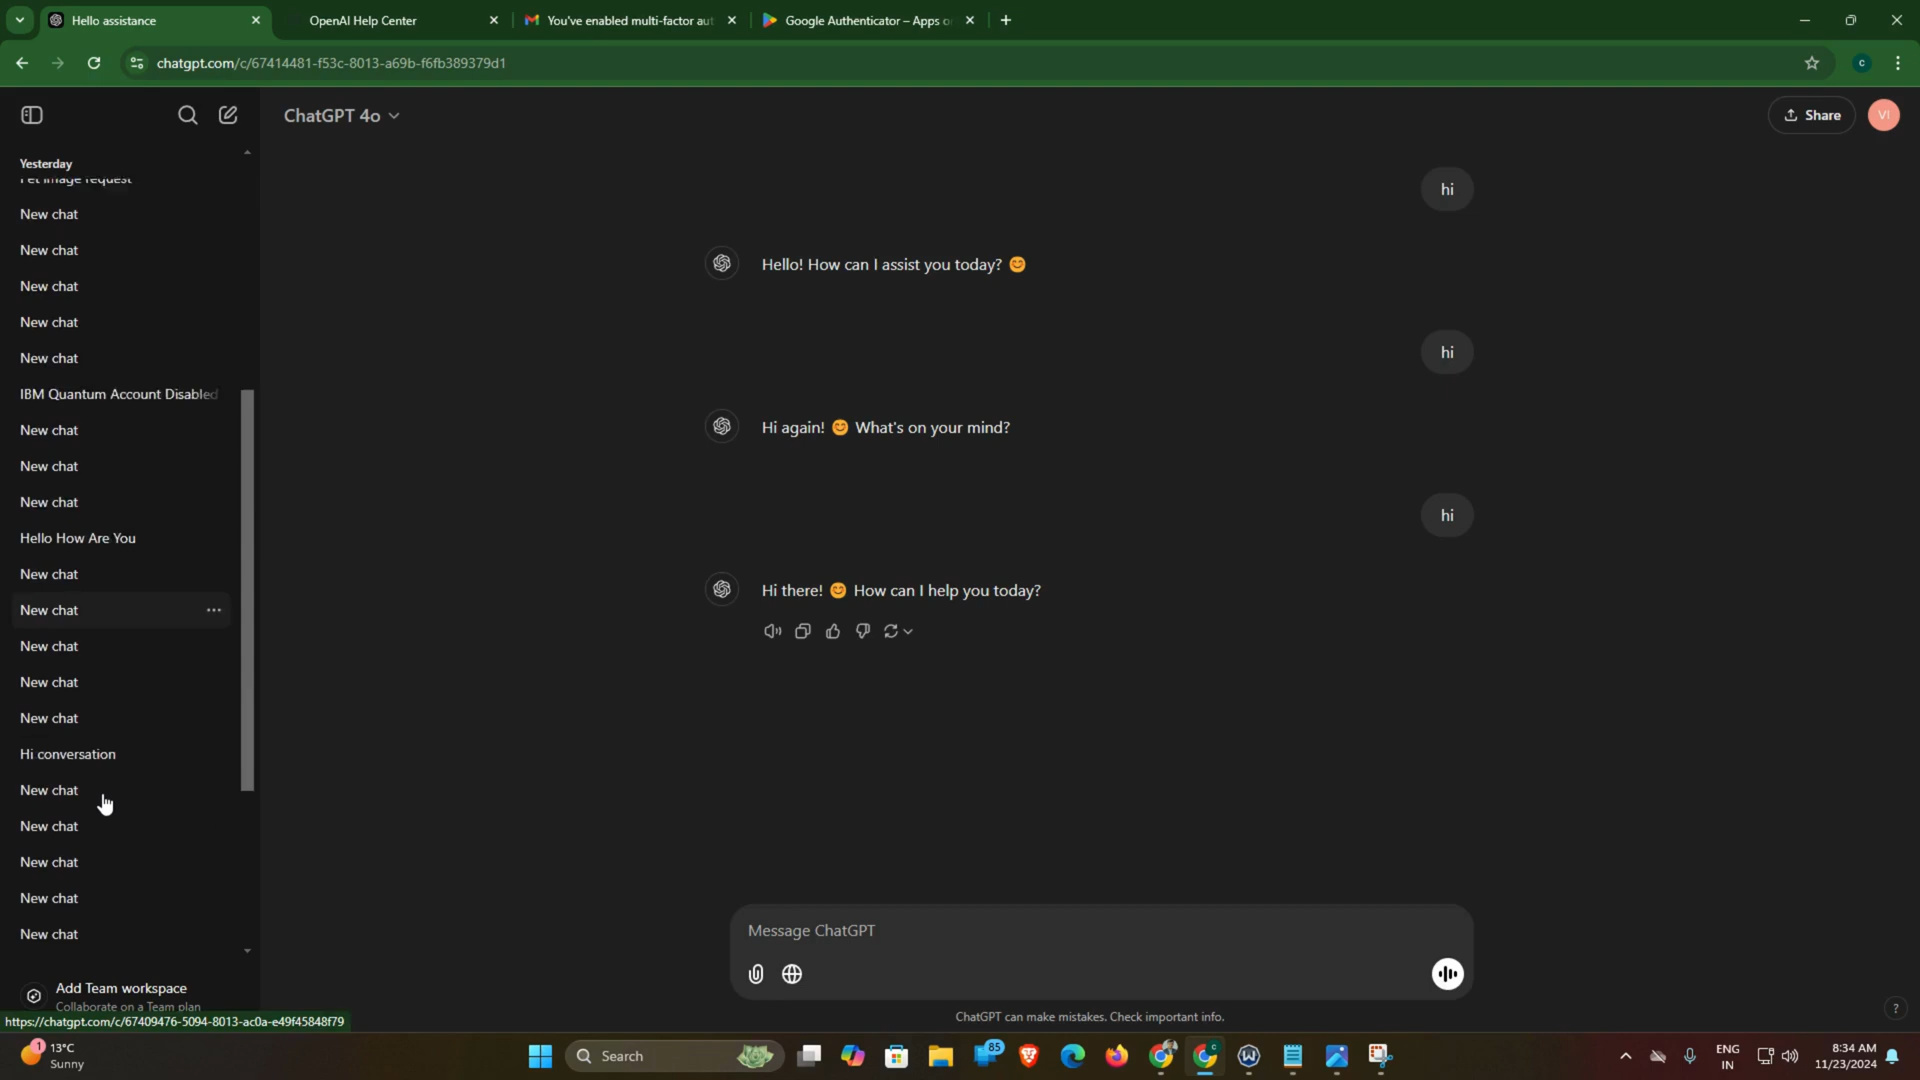 Hello assistance
OpenAI Help Center
You've enabled multi-factor aut
Google Authenticator – Apps o
chatgpt.com/c/67414481-f53c-8013-a69b-f6fb389379d1
C
ChatGPT 4o
Share
VI
Yesterday
Pet image request
New chat
New chat
New chat
New chat
New chat
IBM Quantum Account Disabled
New chat
New chat
New chat
Hello How Are You
New chat
New chat
New chat
New chat
New chat
Hi conversation
New chat
New chat
New chat
New chat
New chat
Add Team workspace
Collaborate on a Team plan
https://chatgpt.com/c/67409476-5094-8013-ac0a-e49f45848f79
hi
Hello! How can I assist you today? 😊
hi
Hi again! 😊 What's on your mind?
hi
Hi there! 😊 How can I help you today?
Message ChatGPT
ChatGPT can make mistakes. Check important info.
?
1
13°C
Sunny
Search
85
C
ENG
IN
8:34 AM
11/23/2024